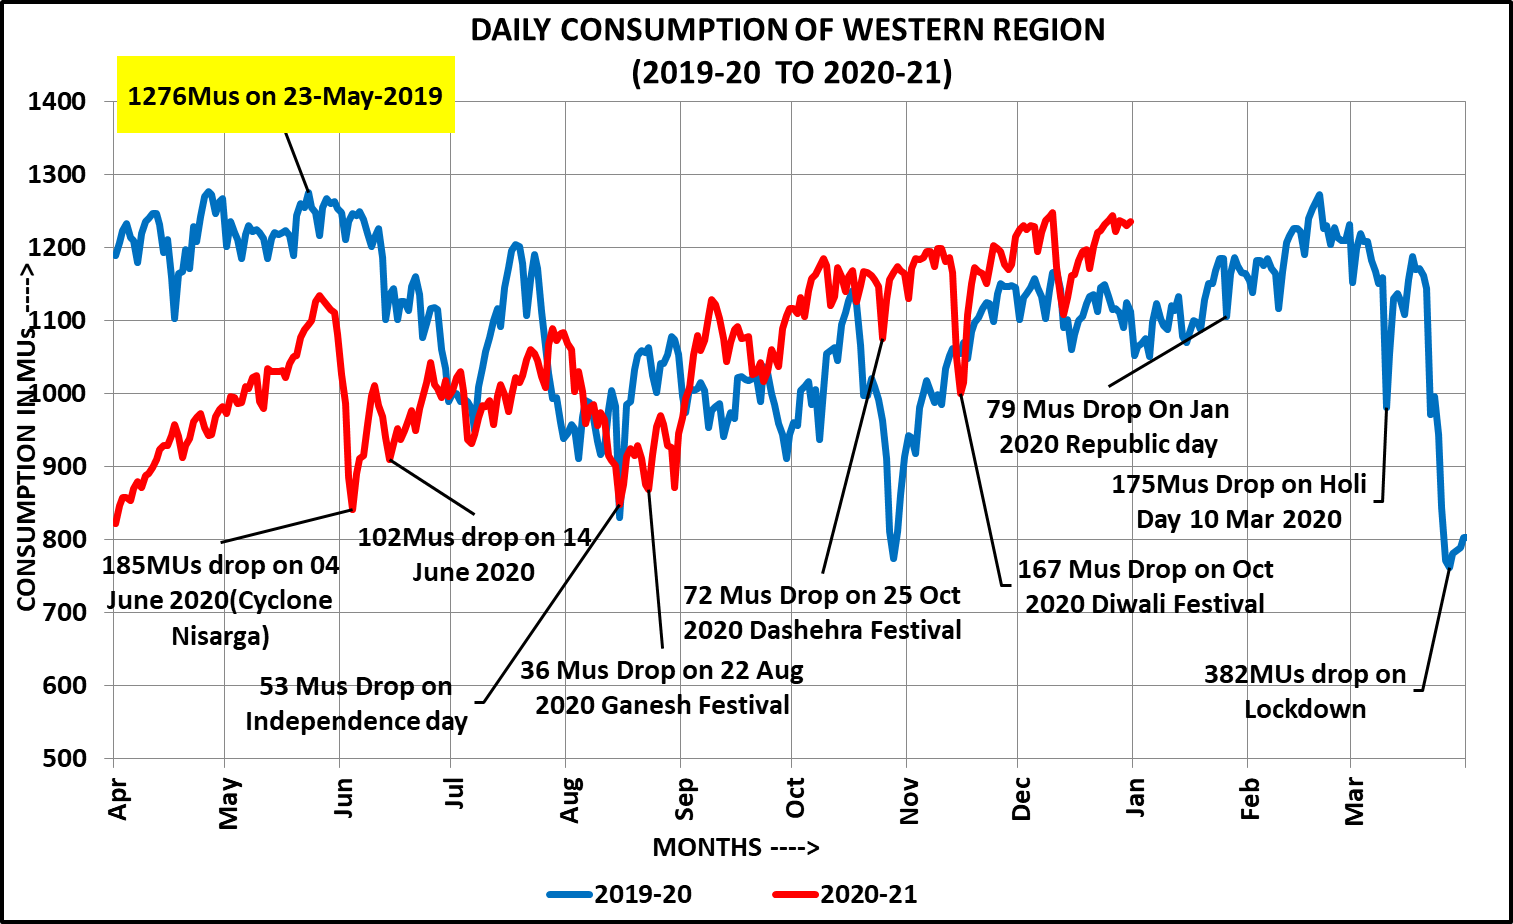 DAILY CONSUMPTION OF WESTERN REGION
(2019-20 TO 2020-21)
1276Mus on 23-May-2019
CONSUMPTION IN MUs ---->
1400
1300
1200
1100
1000
900
800
700
600
500
79 Mus Drop On Jan
2020 Republic day
175Mus Drop on Holi
Day 10 Mar 2020
102Mus drop on 14
June 2020
185MUs drop on 04
June 2020(Cyclone
Nisarga)
72 Mus Drop on 25 Oct
2020 Dashehra Festival
167 Mus Drop on Oct
2020 Diwali Festival
53 Mus Drop on
Independence day
36 Mus Drop on 22 Aug
2020 Ganesh Festival
382MUs drop on
Lockdown
Apr
May
Jun
Jul
Aug
Sep
Oct
Nov
Dec
Jan
Feb
Mar
MONTHS ---->
2019-20
2020-21